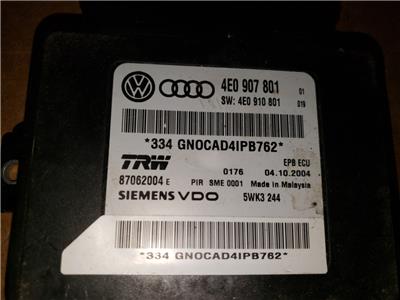 4E0 907 801 01
SW: 4E0 910 801 019
*334 GNOCAD4IPB762*
TRW EPB ECU
0176 04.10.2004
87062004 E PIR SME 0001 Made in Malaysia
SIEMENS VDO 5WK3 244
*334 GNOCAD4IPB762*